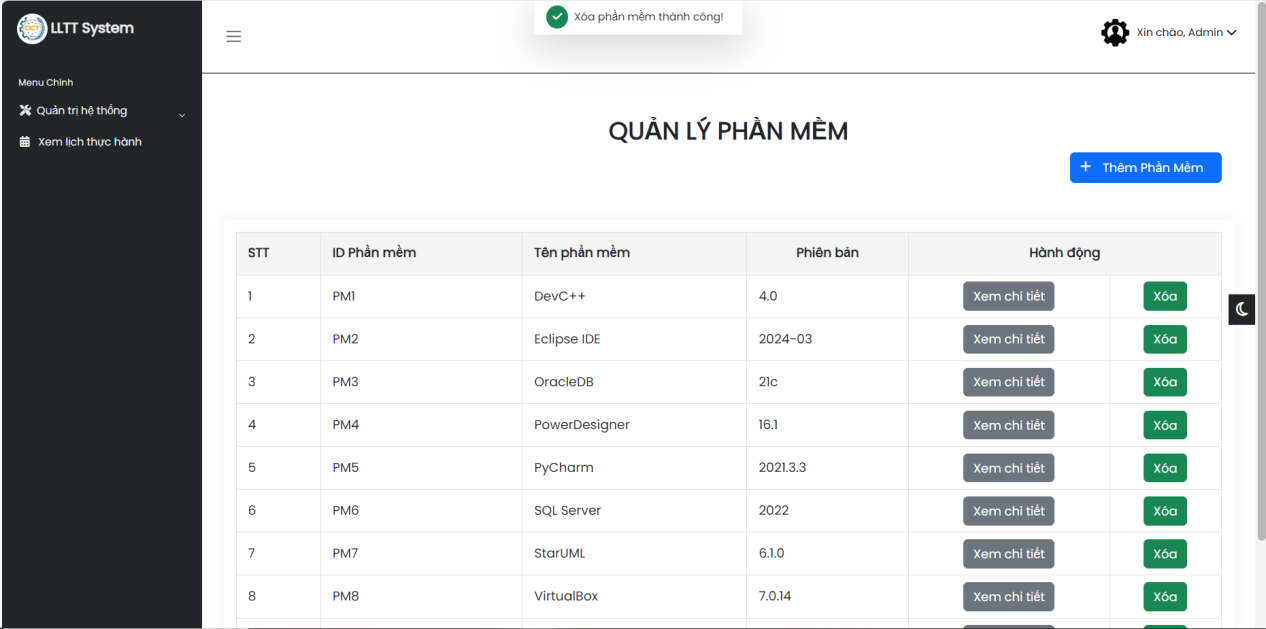 LLTT System
Xóa phần mềm thành công!
Xin chào, Admin
Menu Chính
Quản trị hệ thống
Xem lịch thực hành
QUẢN LÝ PHẦN MỀM
+ Thêm Phần Mềm
STT ID Phần mềm Tên phần mềm Phiên bản Hành động
1 PM1 DevC++ 4.0 Xem chi tiết Xóa
2 PM2 Eclipse IDE 2024-03 Xem chi tiết Xóa
3 PM3 OracleDB 21c Xem chi tiết Xóa
4 PM4 PowerDesigner 16.1 Xem chi tiết Xóa
5 PM5 PyCharm 2021.3.3 Xem chi tiết Xóa
6 PM6 SQL Server 2022 Xem chi tiết Xóa
7 PM7 StarUML 6.1.0 Xem chi tiết Xóa
8 PM8 VirtualBox 7.0.14 Xem chi tiết Xóa